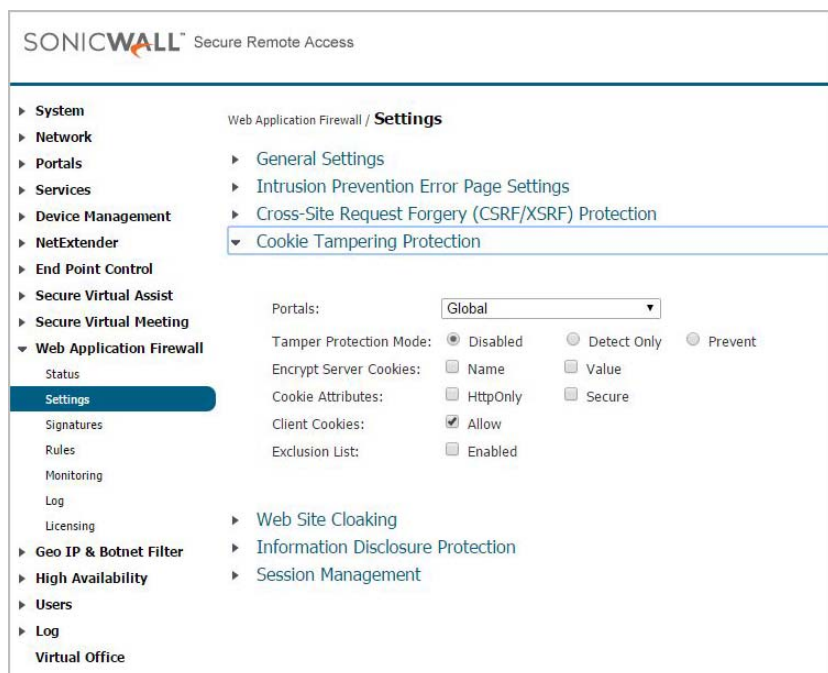 SONICWALL™ Secure Remote Access
System
Network
Portals
Services
Device Management
NetExtender
End Point Control
Secure Virtual Assist
Secure Virtual Meeting
Web Application Firewall
Status
Settings
Signatures
Rules
Monitoring
Log
Licensing
Geo IP & Botnet Filter
High Availability
Users
Log
Virtual Office
Web Application Firewall / Settings
General Settings
Intrusion Prevention Error Page Settings
Cross-Site Request Forgery (CSRF/XSRF) Protection
Cookie Tampering Protection
Portals: Global
Tamper Protection Mode: Disabled Detect Only Prevent
Encrypt Server Cookies: Name Value
Cookie Attributes: HttpOnly Secure
Client Cookies: Allow
Exclusion List: Enabled
Web Site Cloaking
Information Disclosure Protection
Session Management